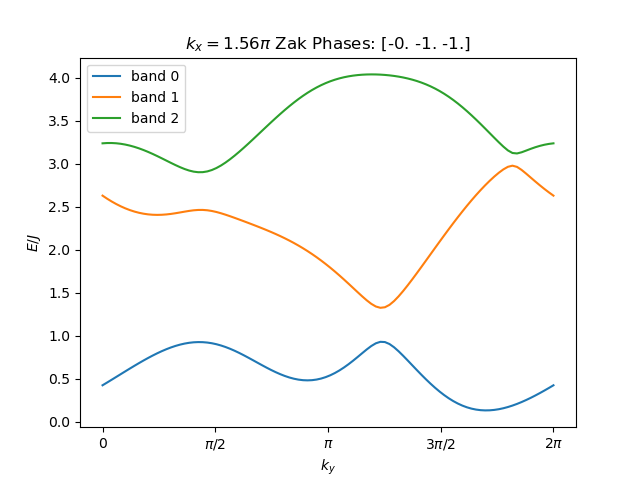 k_x = 1.56π Zak Phases: [-0. -1. -1.]
band 0
band 1
band 2
E/J
4.0
3.5
3.0
2.5
2.0
1.5
1.0
0.5
0.0
0 π/2 π 3π/2 2π
k_y